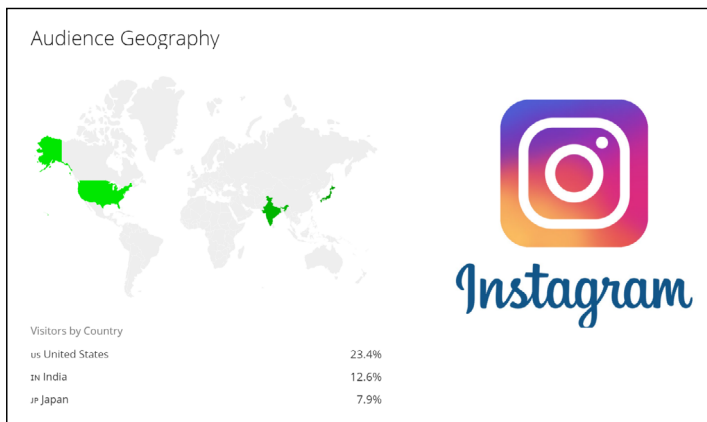 Audience Geography
Instagram
Visitors by Country
US United States 23.4%
IN India 12.6%
JP Japan 7.9%